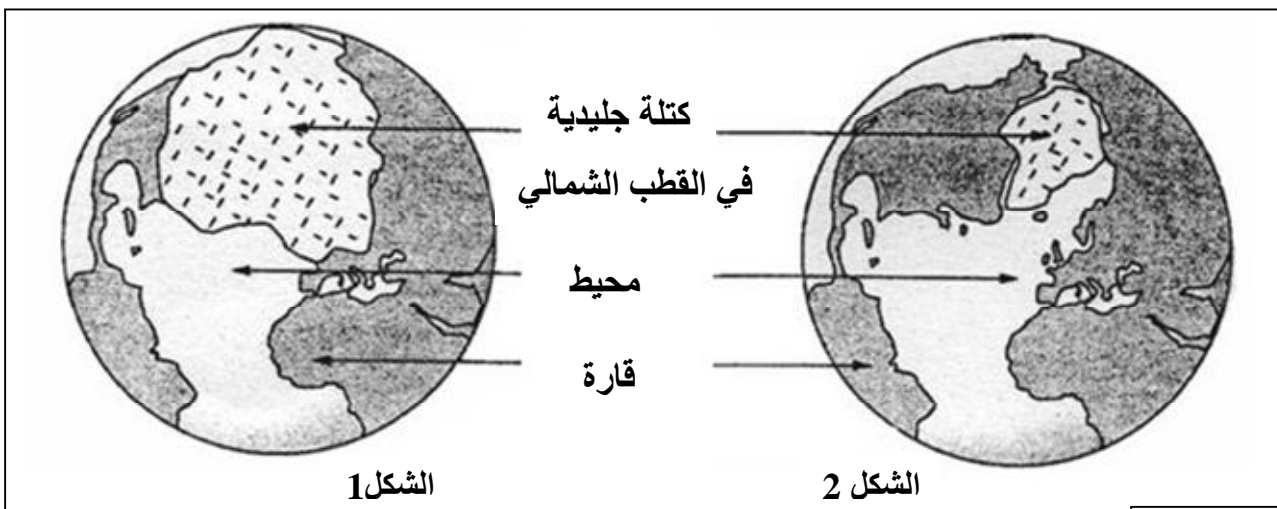 كتلة جليدية
في القطب الشمالي
محيط
قارة
الشكل1
الشكل 2